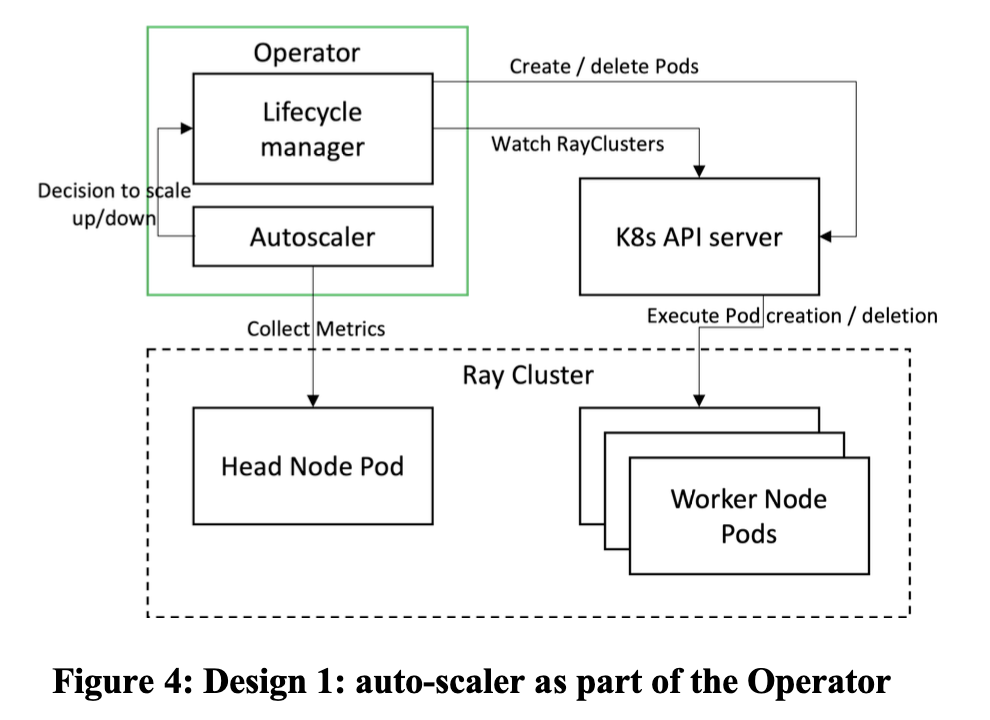 Operator
Create / delete Pods
Lifecycle
manager
Watch RayClusters
Decision to scale
up/down
Autoscaler
K8s API server
Execute Pod creation / deletion
Collect Metrics
Ray Cluster
Head Node Pod
Worker Node
Pods
Figure 4: Design 1: auto-scaler as part of the Operator